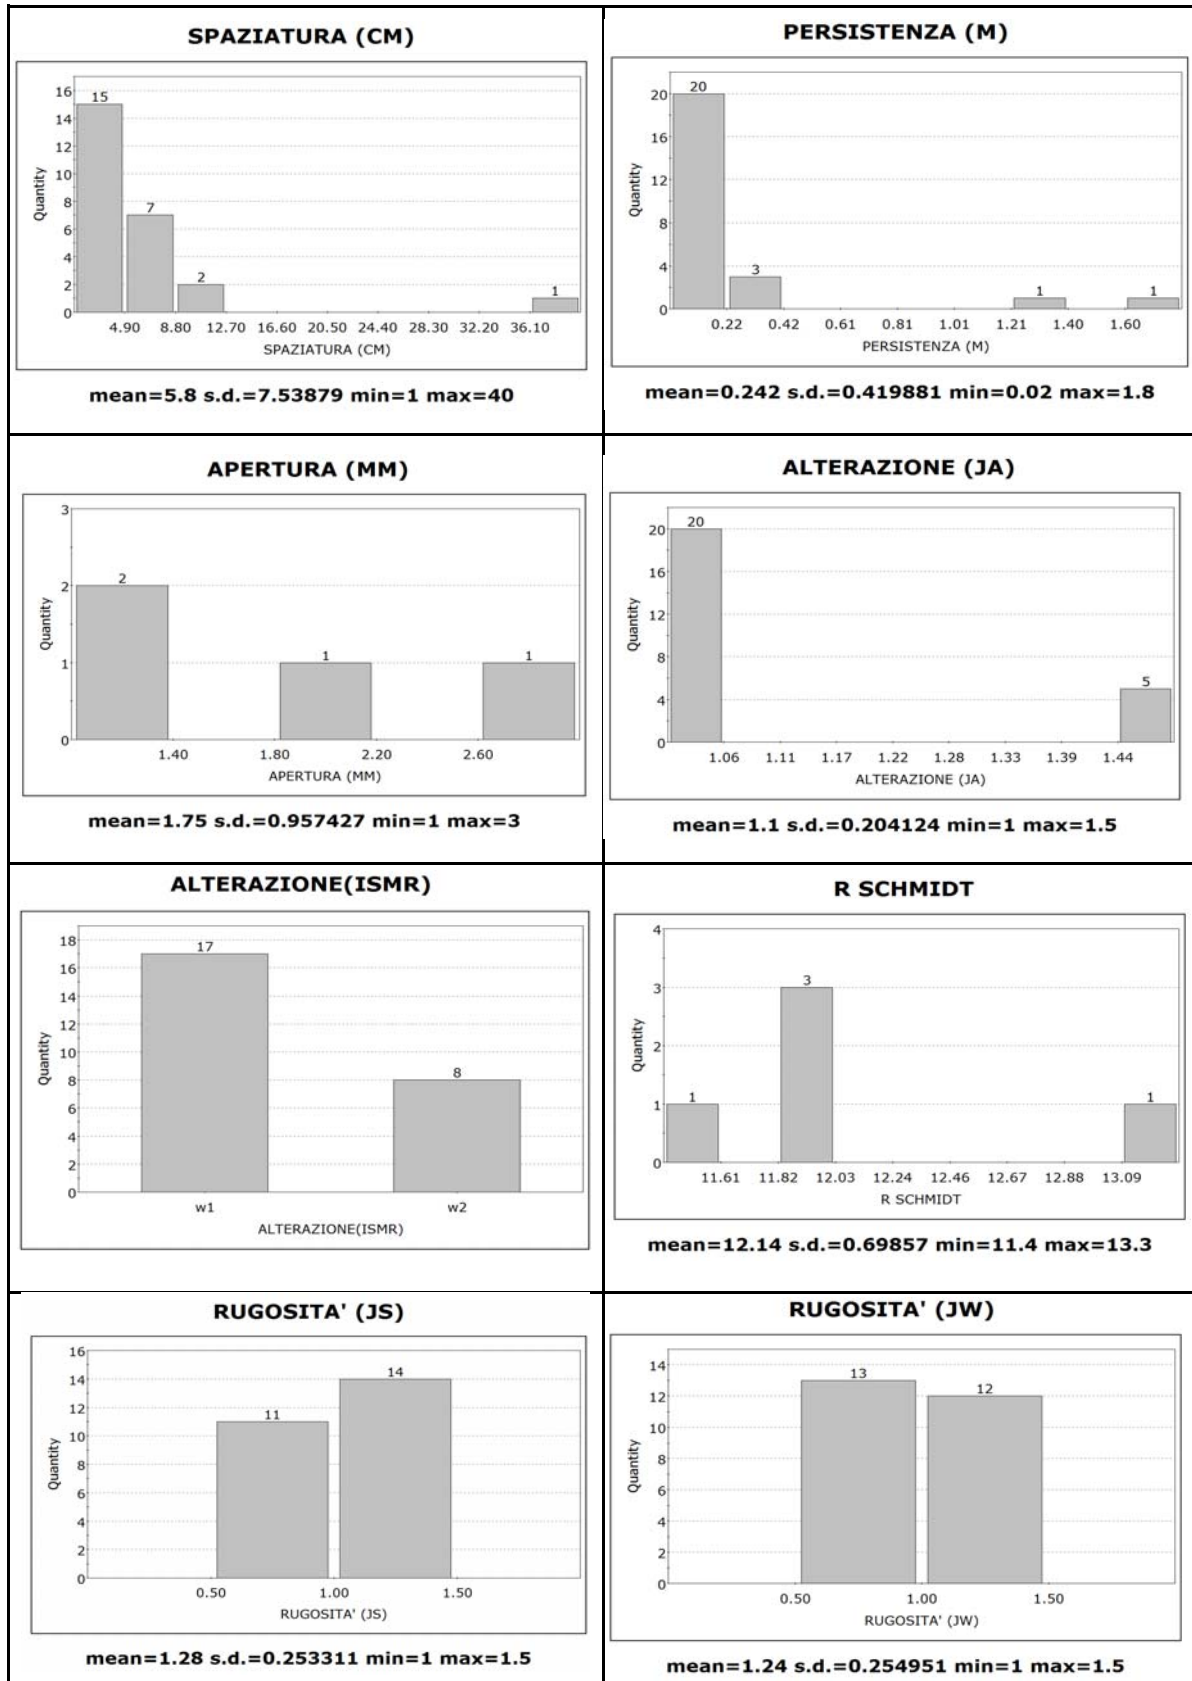 SPAZIATURA (CM)
16
14
12
10
8
6
4
2
0
Quantity
15
7
2
1
4.90 8.80 12.70 16.60 20.50 24.40 28.30 32.20 36.10
SPAZIATURA (CM)
mean=5.8 s.d.=7.53879 min=1 max=40
PERSISTENZA (M)
20
16
12
8
4
0
Quantity
20
3
1
1
0.22 0.42 0.61 0.81 1.01 1.21 1.40 1.60
PERSISTENZA (M)
mean=0.242 s.d.=0.419881 min=0.02 max=1.8
APERTURA (MM)
3
2
1
0
Quantity
2
1
1
1.40 1.80 2.20 2.60
APERTURA (MM)
mean=1.75 s.d.=0.957427 min=1 max=3
ALTERAZIONE (JA)
20
16
12
8
4
0
Quantity
20
5
1.06 1.11 1.17 1.22 1.28 1.33 1.39 1.44
ALTERAZIONE (JA)
mean=1.1 s.d.=0.204124 min=1 max=1.5
ALTERAZIONE(ISMR)
18
16
14
12
10
8
6
4
2
0
Quantity
17
8
w1 w2
ALTERAZIONE(ISMR)
R SCHMIDT
4
3
2
1
0
Quantity
1
3
1
11.61 11.82 12.03 12.24 12.46 12.67 12.88 13.09
R SCHMIDT
mean=12.14 s.d.=0.69857 min=11.4 max=13.3
RUGOSITA' (JS)
16
14
12
10
8
6
4
2
0
Quantity
11
14
0.50 1.00 1.50
RUGOSITA' (JS)
mean=1.28 s.d.=0.253311 min=1 max=1.5
RUGOSITA' (JW)
14
12
10
8
6
4
2
0
Quantity
13
12
0.50 1.00 1.50
RUGOSITA' (JW)
mean=1.24 s.d.=0.254951 min=1 max=1.5